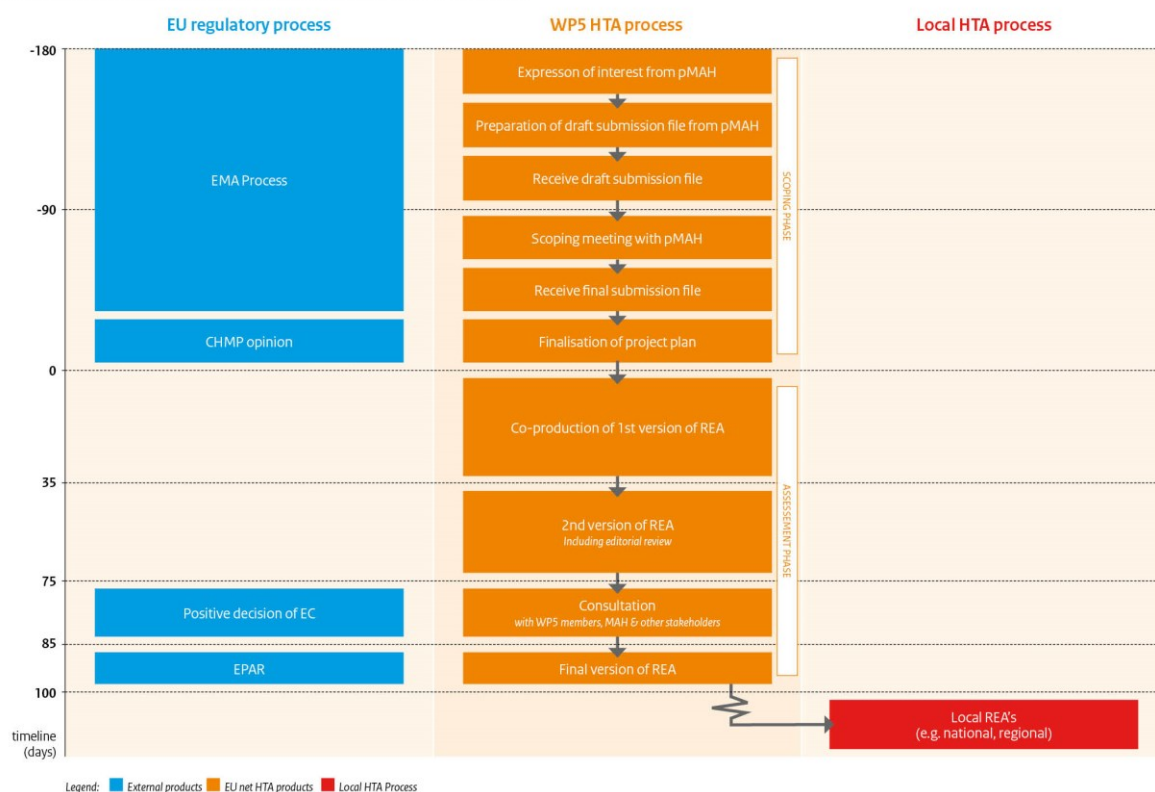 EU regulatory process
WP5 HTA process
Local HTA process
-180
Expresson of interest from pMAH
Preparation of draft submission file from pMAH
EMA Process
Receive draft submission file
SCOPING PHASE
-90
Scoping meeting with pMAH
Receive final submission file
CHMP opinion
Finalisation of project plan
0
Co-production of 1st version of REA
35
2nd version of REA
Including editorial review
ASSESSEMENT PHASE
75
Positive decision of EC
Consultation
with WP5 members, MAH & other stakeholders
85
EPAR
Final version of REA
100
Local REA's
(e.g. national, regional)
timeline
(days)
Legend: External products EU net HTA products Local HTA Process